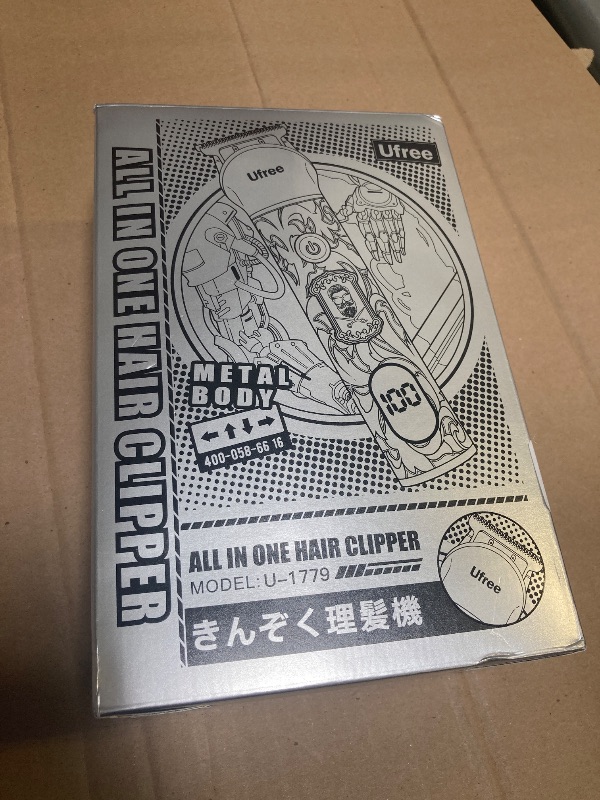 ALL IN ONE HAIR CLIPPER
Ufree
Ufree
METAL
BODY
400-058-66 16
100
ALL IN ONE HAIR CLIPPER
MODEL: U-1779
きんぞく理髪機
Ufree